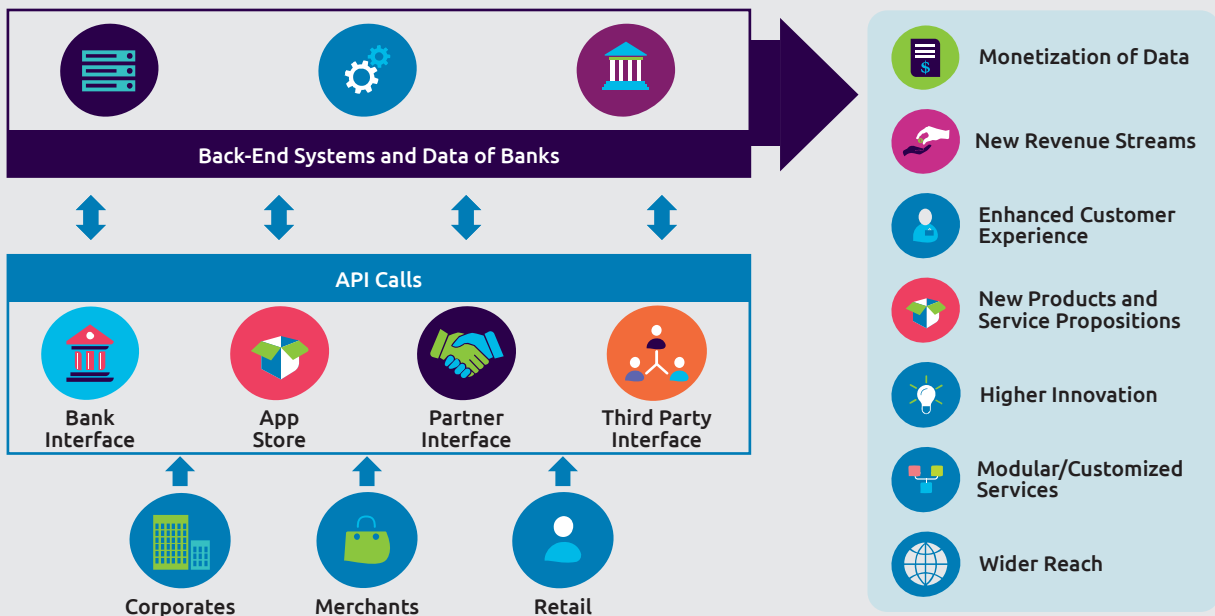 Back-End Systems and Data of Banks
API Calls
Bank
Interface
App
Store
Partner
Interface
Third Party
Interface
Corporates
Merchants
Retail
$
Monetization of Data
New Revenue Streams
Enhanced Customer
Experience
New Products and
Service Propositions
Higher Innovation
Modular/Customized
Services
Wider Reach